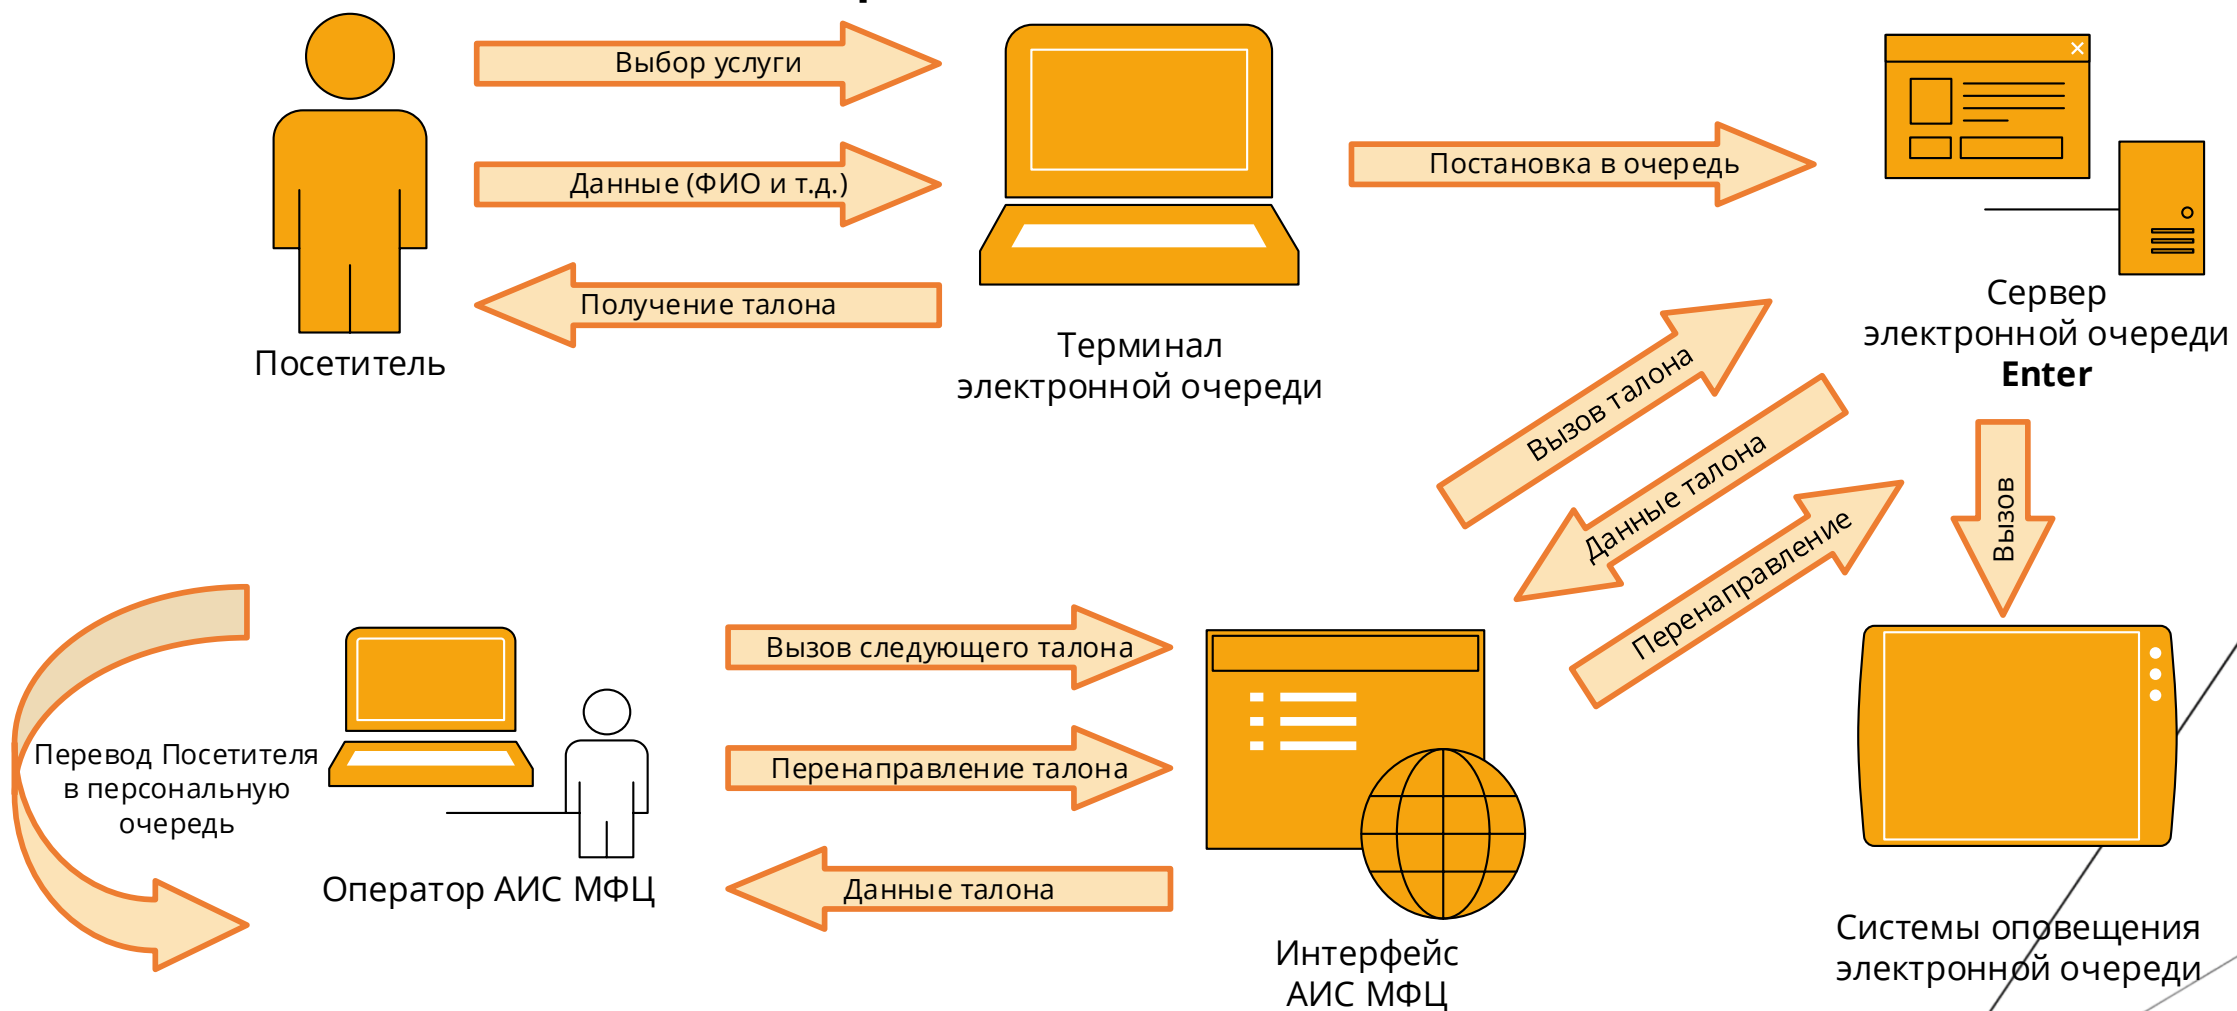 Выбор услуги
Данные (ФИО и т.д.)
Получение талона
Посетитель
Терминал
электронной очереди
Постановка в очередь
Сервер
электронной очереди
Enter
Вызов талона
Данные талона
Перенаправление
Вызов
Перевод Посетителя
в персональную
очередь
Оператор АИС МФЦ
Вызов следующего талона
Перенаправление талона
Данные талона
Интерфейс
АИС МФЦ
Системы оповещения
электронной очереди